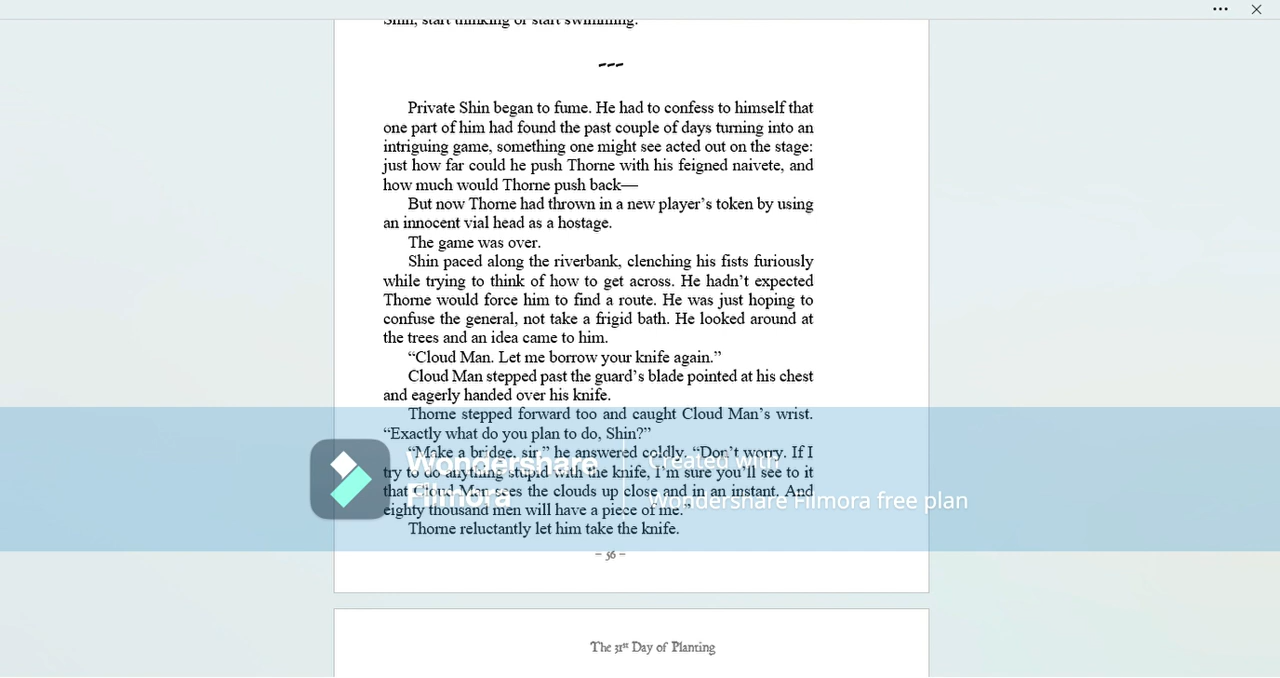 Shin, start thinking or start swimming.
---
Private Shin began to fume. He had to confess to himself that
one part of him had found the past couple of days turning into an
intriguing game, something one might see acted out on the stage:
just how far could he push Thorne with his feigned naivete, and
how much would Thorne push back—
But now Thorne had thrown in a new player’s token by using
an innocent vial head as a hostage.
The game was over.
Shin paced along the riverbank, clenching his fists furiously
while trying to think of how to get across. He hadn’t expected
Thorne would force him to find a route. He was just hoping to
confuse the general, not take a frigid bath. He looked around at
the trees and an idea came to him.
“Cloud Man. Let me borrow your knife again.”
Cloud Man stepped past the guard’s blade pointed at his chest
and eagerly handed over his knife.
Thorne stepped forward too and caught Cloud Man’s wrist.
“Exactly what do you plan to do, Shin?”
“Make a bridge, sir,” he answered coldly. “Don’t worry. If I
try to do anything stupid with the knife, I’m sure you’ll see to it
that Cloud Man sees the clouds up close and in an instant. And
eighty thousand men will have a piece of me.”
Thorne reluctantly let him take the knife.
– 56 –
Wondershare
Filmora
Created with
Wondershare Filmora free plan
The 31st Day of Planting